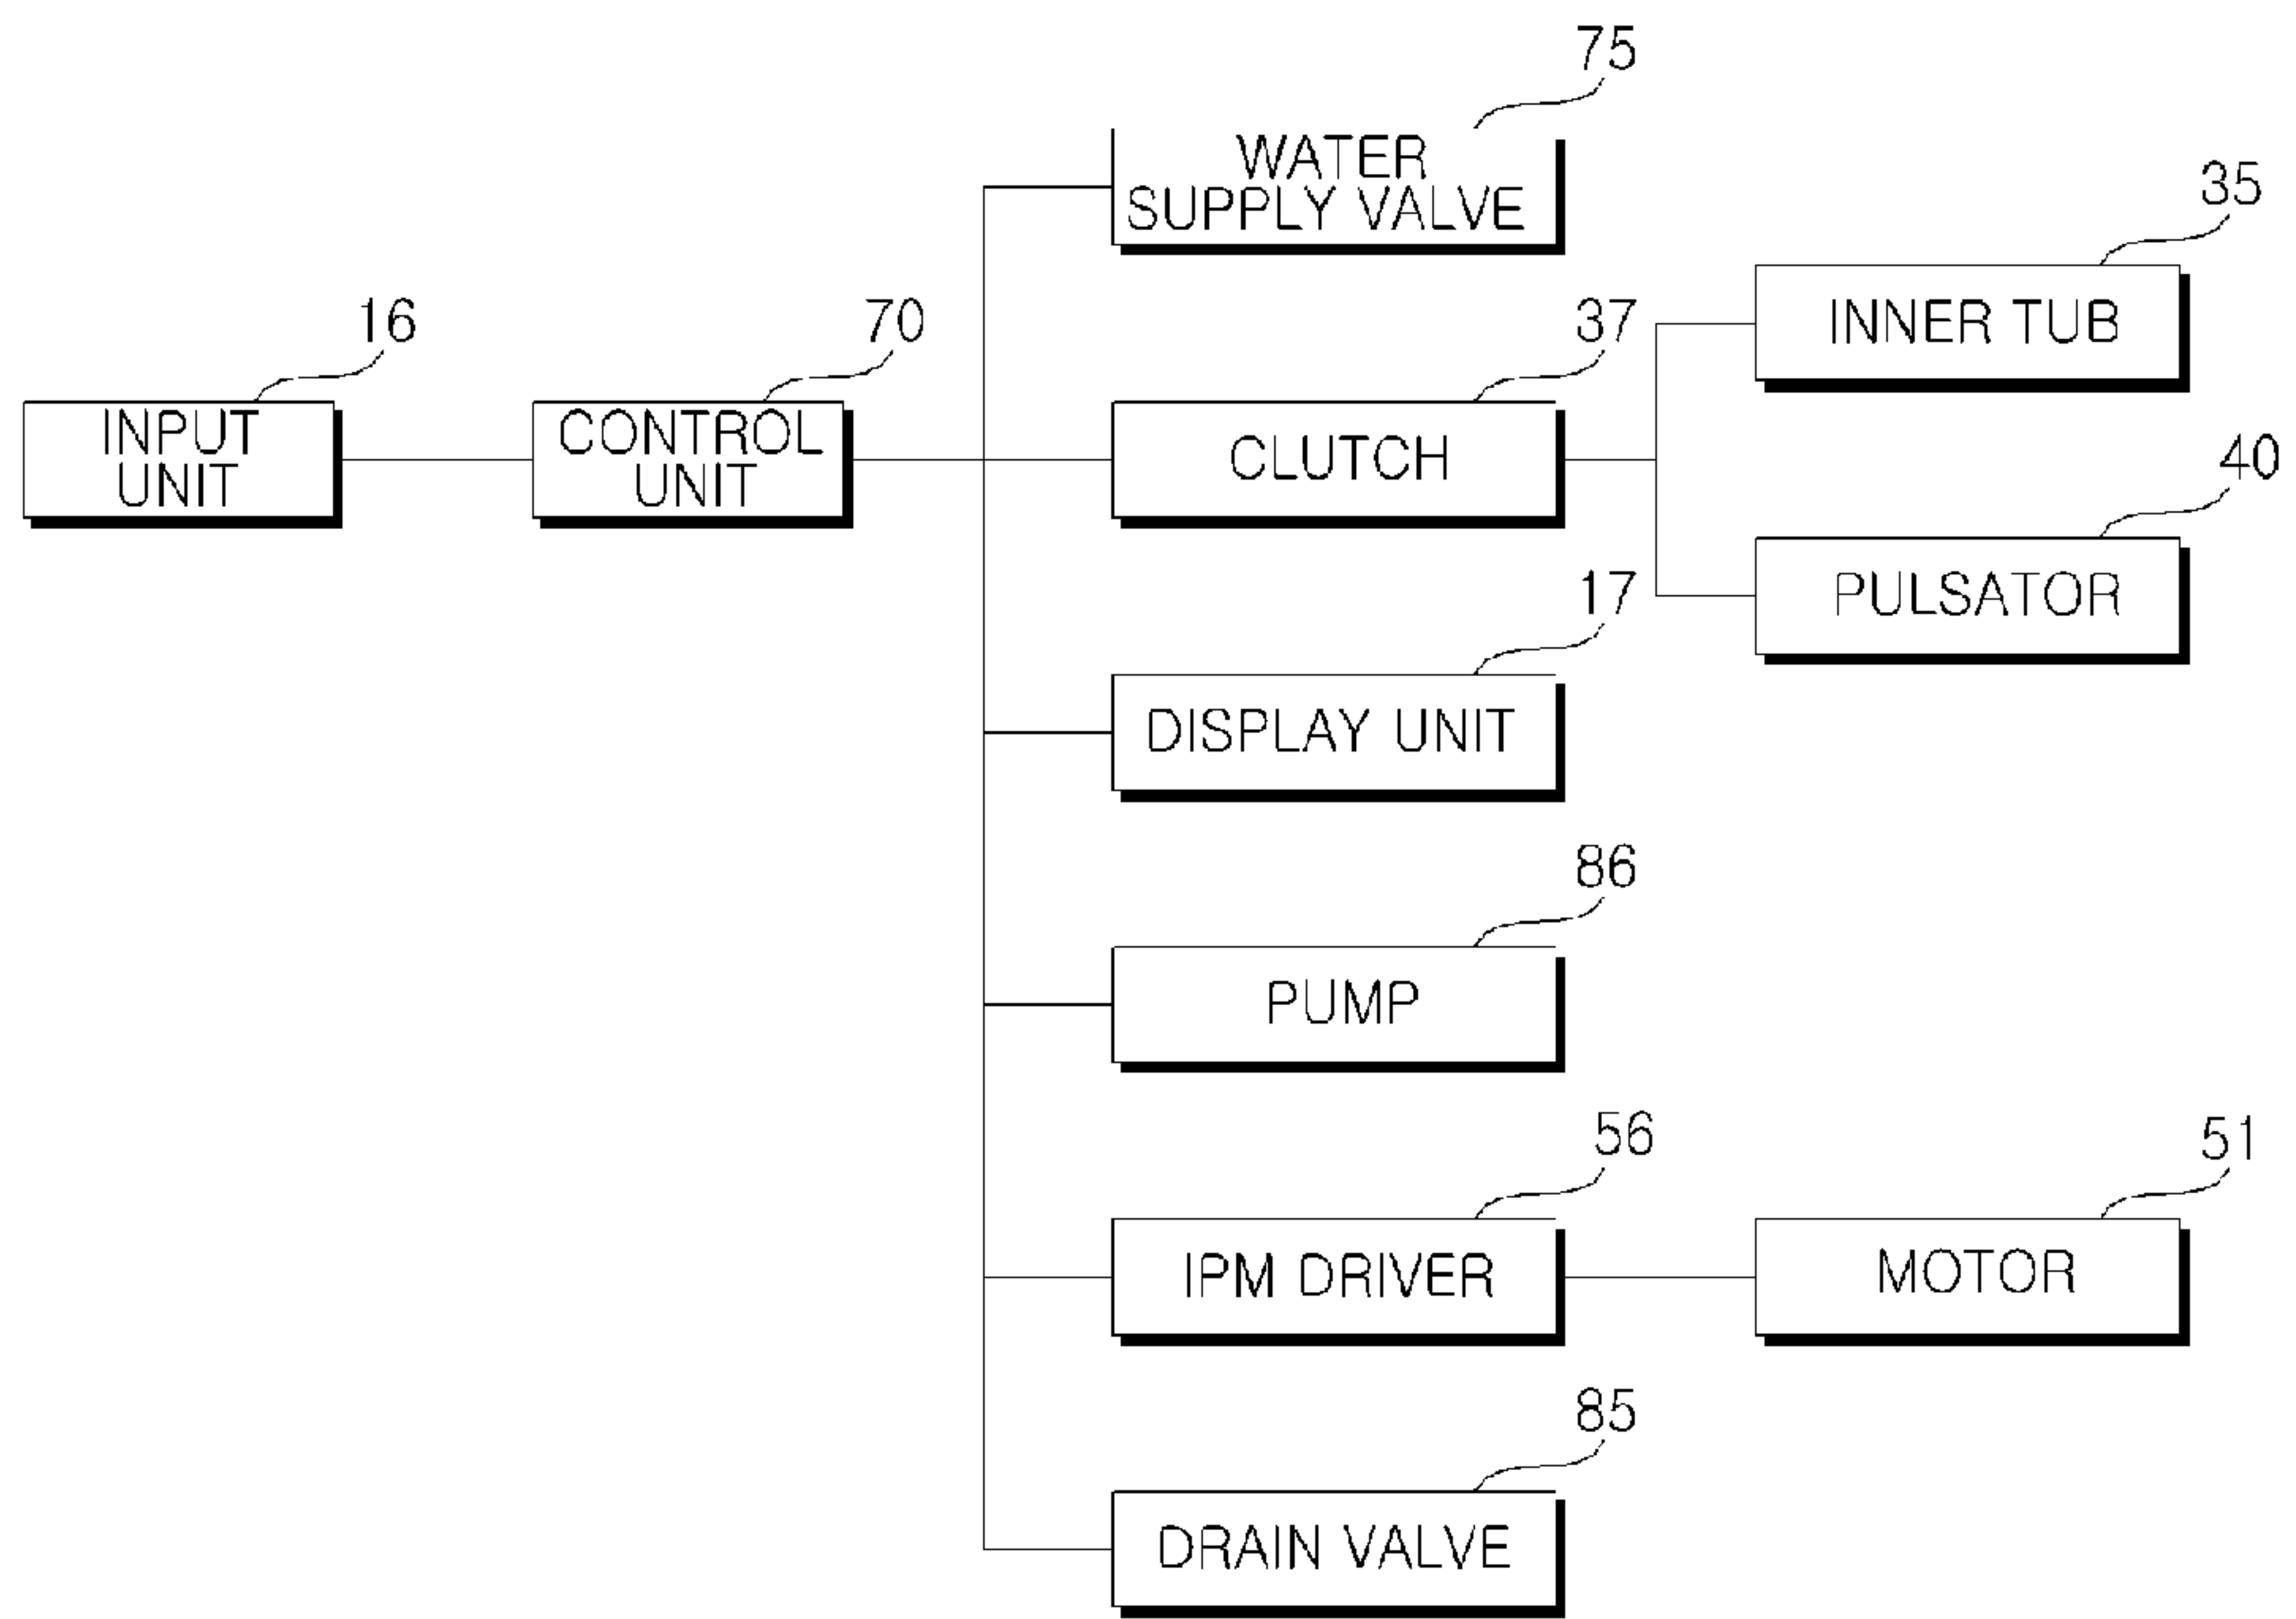 75
WATER
SUPPLY VALVE
35
INNER TUB
16
INPUT
UNIT
70
CONTROL
UNIT
37
CLUTCH
40
PULSATOR
17
DISPLAY UNIT
86
PUMP
56
IPM DRIVER
51
MOTOR
85
DRAIN VALVE